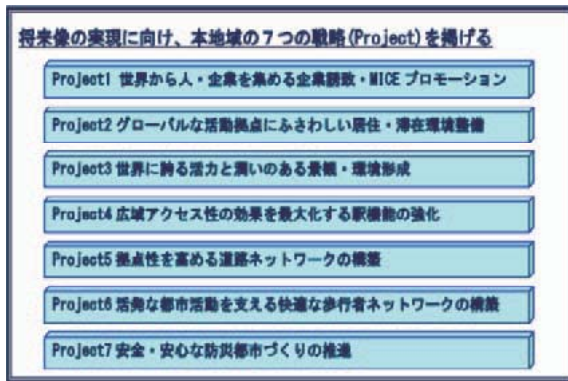 将来像の実現に向け、本地域の7つの戦略(Project)を掲げる
Project1 世界から人・企業を集める企業誘致・MICE プロモーション
Project2 グローバルな活動拠点にふさわしい居住・滞在環境整備
Project3 世界に誇る活力と潤いのある景観・環境形成
Project4 広域アクセス性の効果を最大化する駅機能の強化
Project5 拠点性を高める道路ネットワークの構築
Project6 活発な都市活動を支える快適な歩行者ネットワークの構築
Project7 安全・安心な防災都市づくりの推進